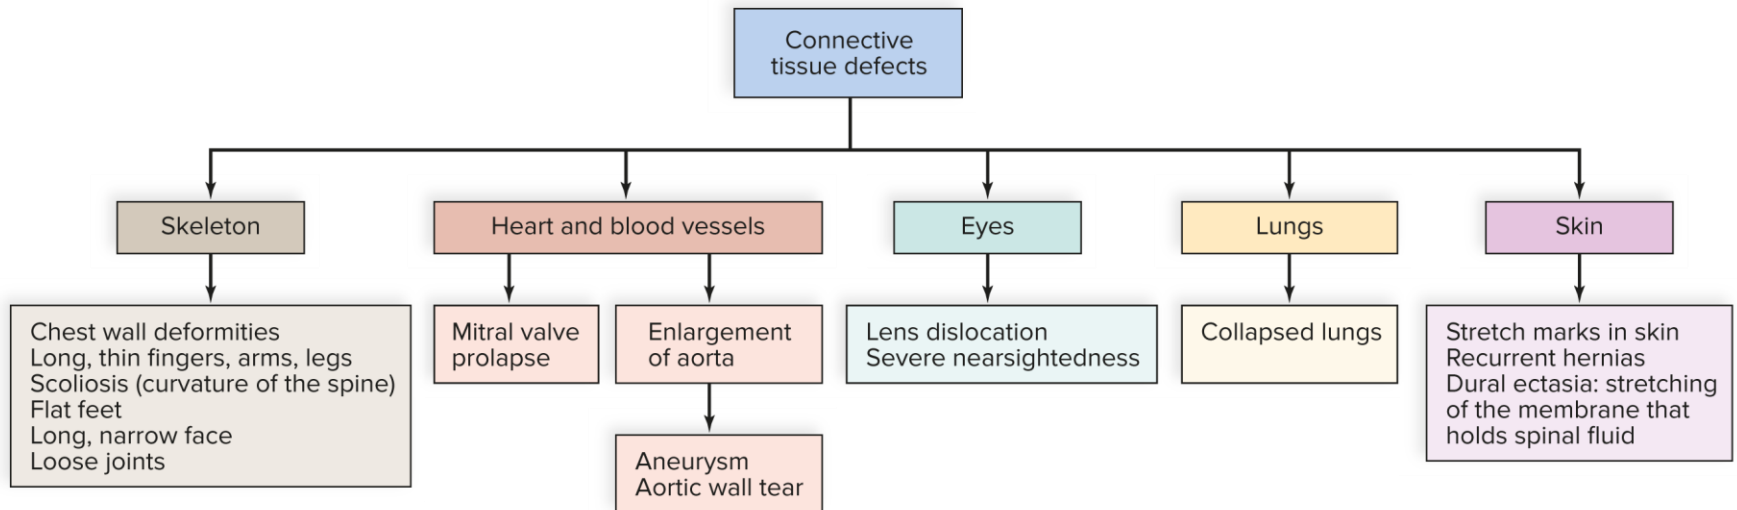 Connective
tissue defects
Skeleton
Heart and blood vessels
Eyes
Lungs
Skin
Chest wall deformities
Long, thin fingers, arms, legs
Scoliosis (curvature of the spine)
Flat feet
Long, narrow face
Loose joints
Mitral valve
prolapse
Enlargement
of aorta
Aneurysm
Aortic wall tear
Lens dislocation
Severe nearsightedness
Collapsed lungs
Stretch marks in skin
Recurrent hernias
Dural ectasia: stretching
of the membrane that
holds spinal fluid